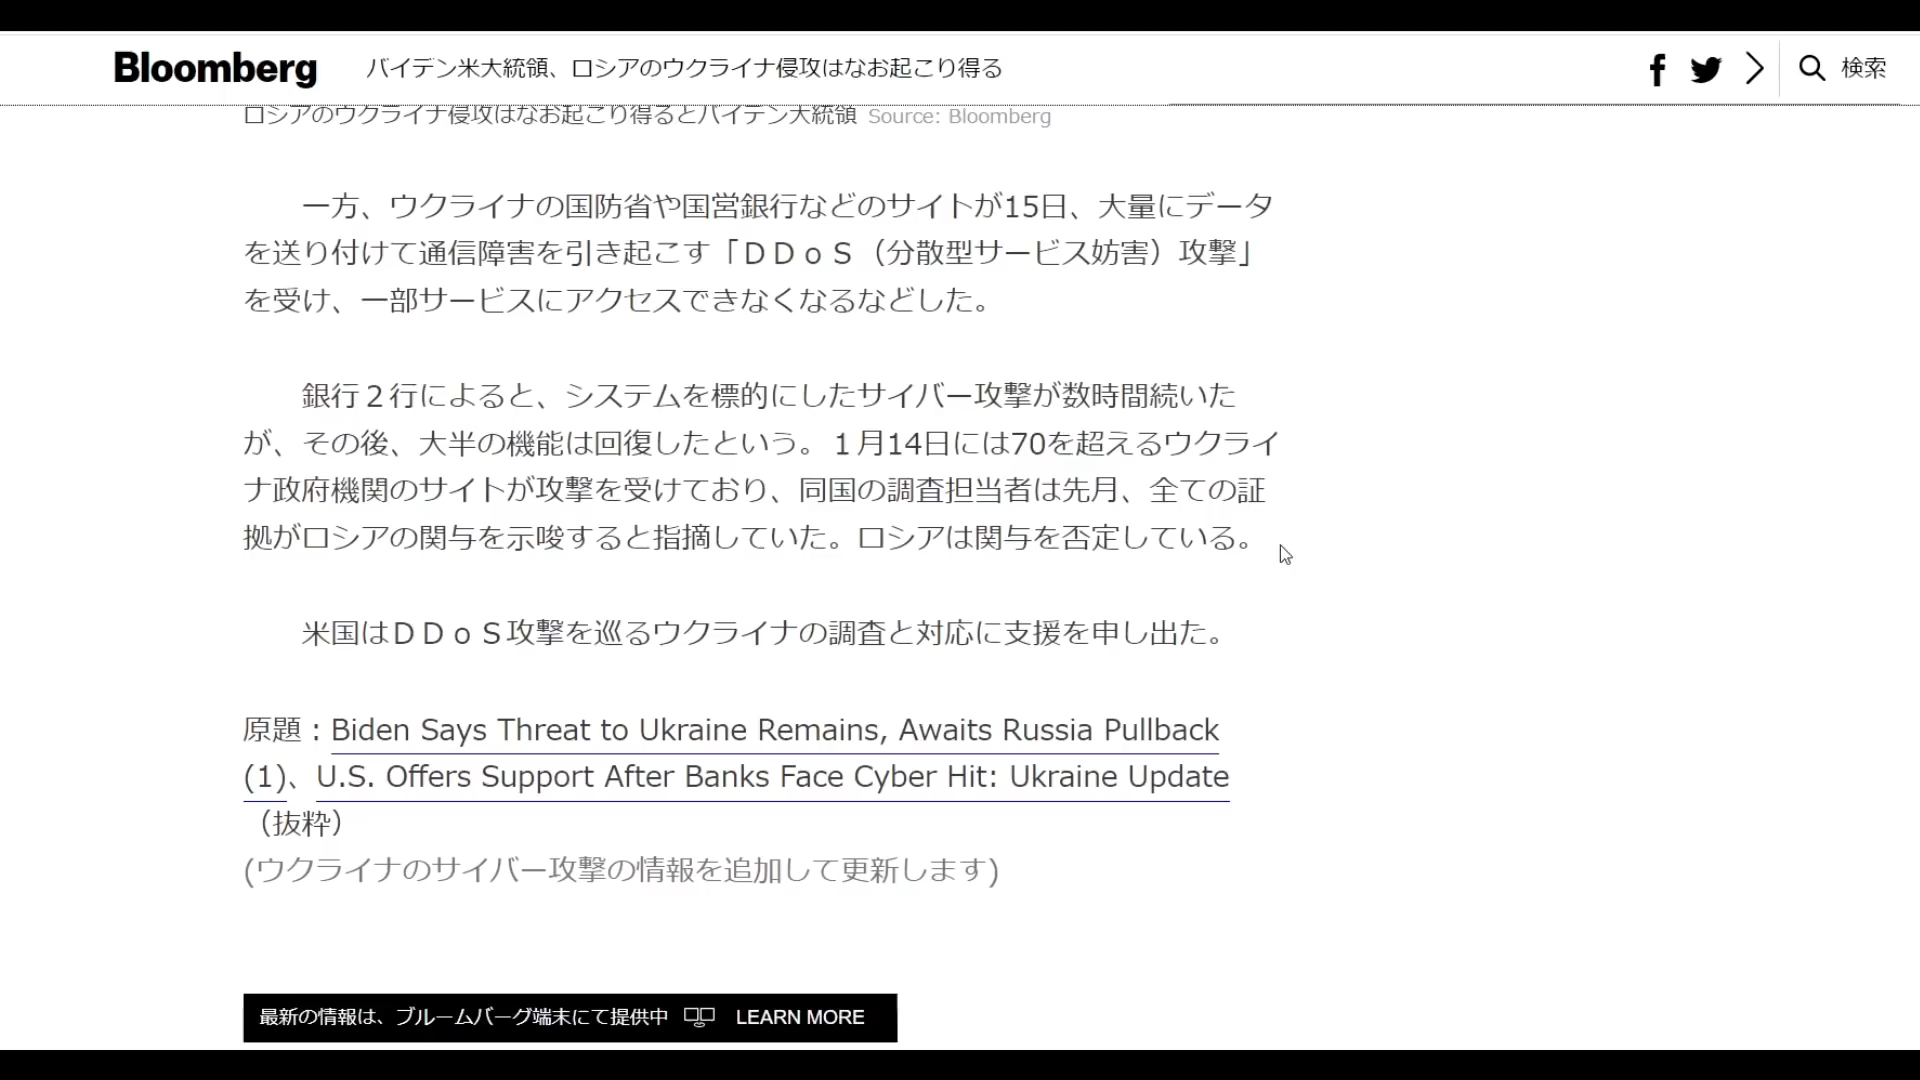 Bloomberg バイデン米大統領、ロシアのウクライナ侵攻はなお起こり得る 検索
ロシアのウクライナ侵攻はなお起こり得るとバイデン大統領 Source: Bloomberg
一方、ウクライナの国防省や国営銀行などのサイトが15日、大量にデータ
を送り付けて通信障害を引き起こす「ＤＤｏＳ（分散型サービス妨害）攻撃」
を受け、一部サービスにアクセスできなくなるなどした。
銀行２行によると、システムを標的にしたサイバー攻撃が数時間続いた
が、その後、大半の機能は回復したという。１月14日には70を超えるウクライ
ナ政府機関のサイトが攻撃を受けており、同国の調査担当者は先月、全ての証
拠がロシアの関与を示唆すると指摘していた。ロシアは関与を否定している。
米国はＤＤｏＳ攻撃を巡るウクライナの調査と対応に支援を申し出た。
原題：Biden Says Threat to Ukraine Remains, Awaits Russia Pullback
(1)、U.S. Offers Support After Banks Face Cyber Hit: Ukraine Update
（抜粋）
(ウクライナのサイバー攻撃の情報を追加して更新します)
最新の情報は、ブルームバーグ端末にて提供中 LEARN MORE